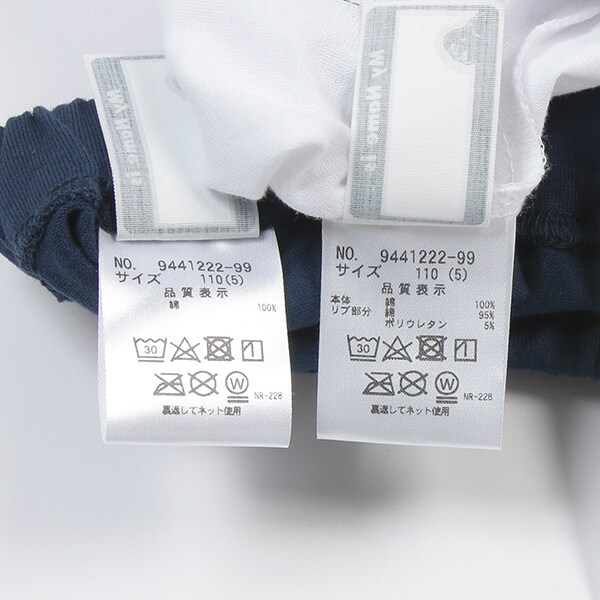 My Name is
NO. 9441222-99
サイズ 110(5)
品質表示
綿 100%
30
1
W
NR-228
裏返してネット使用
My Name is
NO. 9441222-99
サイズ 110 (5)
品質表示
本体 綿 100%
リブ部分 綿 95%
ポリウレタン 5%
30
1
W
NR-228
裏返してネット使用